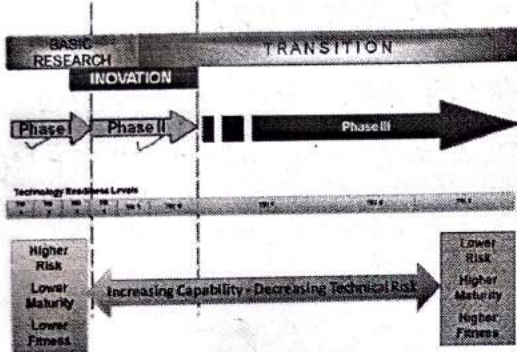 BASIC
RESEARCH
TRANSITION
INOVATION
Phase I
Phase II
Phase III
Technology Readiness Levels
Higher
Risk
Lower
Maturity
Lower
Fitness
Increasing Capability - Decreasing Technical Risk
Lower
Risk
Higher
Maturity
Higher
Fitness